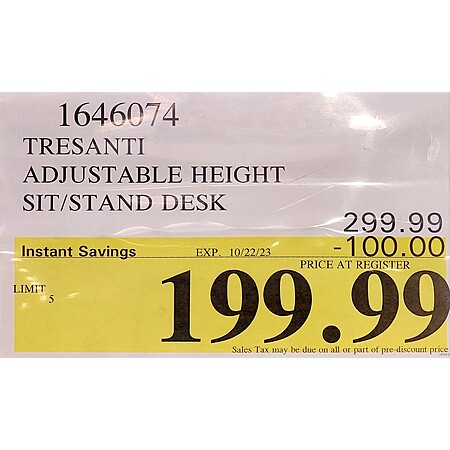 1646074
TRESANTI
ADJUSTABLE HEIGHT
SIT/STAND DESK
299.99
Instant Savings EXP. 10/22/23 -100.00
PRICE AT REGISTER
LIMIT
5
199.99
Sales Tax may be due on all or part of pre-discount price